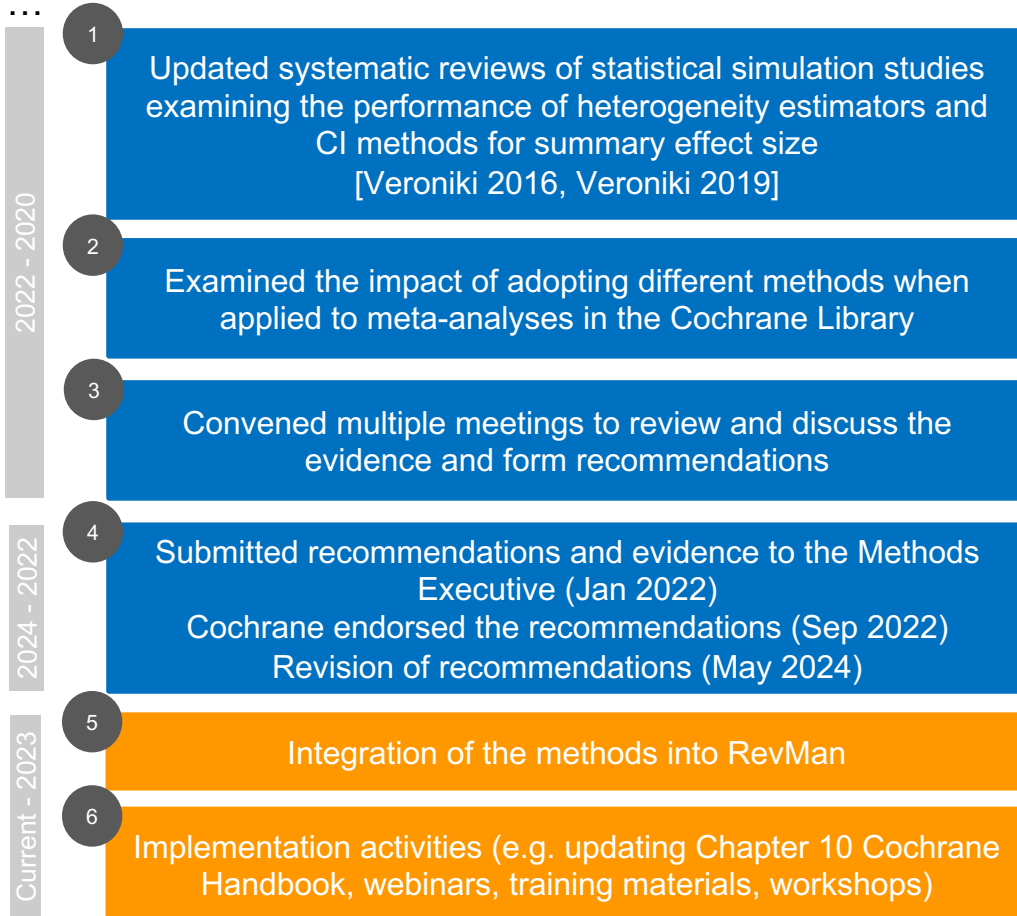 ...
2022 - 2020
1
Updated systematic reviews of statistical simulation studies
examining the performance of heterogeneity estimators and
CI methods for summary effect size
[Veroniki 2016, Veroniki 2019]
2
Examined the impact of adopting different methods when
applied to meta-analyses in the Cochrane Library
3
Convened multiple meetings to review and discuss the
evidence and form recommendations
2024 - 2022
4
Submitted recommendations and evidence to the Methods
Executive (Jan 2022)
Cochrane endorsed the recommendations (Sep 2022)
Revision of recommendations (May 2024)
Current - 2023
5
Integration of the methods into RevMan
6
Implementation activities (e.g. updating Chapter 10 Cochrane
Handbook, webinars, training materials, workshops)